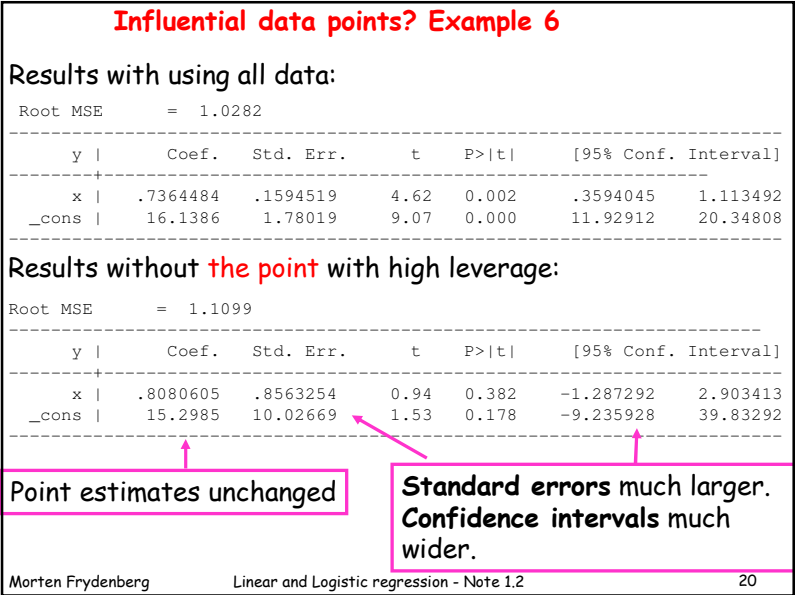 Influential data points? Example 6
Results with using all data:
Root MSE = 1.0282
------------------------------------------------------------------------------
y | Coef. Std. Err. t P>|t| [95% Conf. Interval]
--------+---------------------------------------------------------------
x | .7364484 .1594519 4.62 0.002 .3594045 1.113492
_cons | 16.1386 1.78019 9.07 0.000 11.92912 20.34808
------------------------------------------------------------------------------
Results without the point with high leverage:
Root MSE = 1.1099
----------------------------------------------------------------------------
y | Coef. Std. Err. t P>|t| [95% Conf. Interval]
--------+---------------------------------------------------------------------
x | .8080605 .8563254 0.94 0.382 -1.287292 2.903413
_cons | 15.2985 10.02669 1.53 0.178 -9.235928 39.83292
------------------------------------------------------------------------------
Point estimates unchanged
Standard errors much larger.
Confidence intervals much
wider.
Morten Frydenberg Linear and Logistic regression - Note 1.2 20